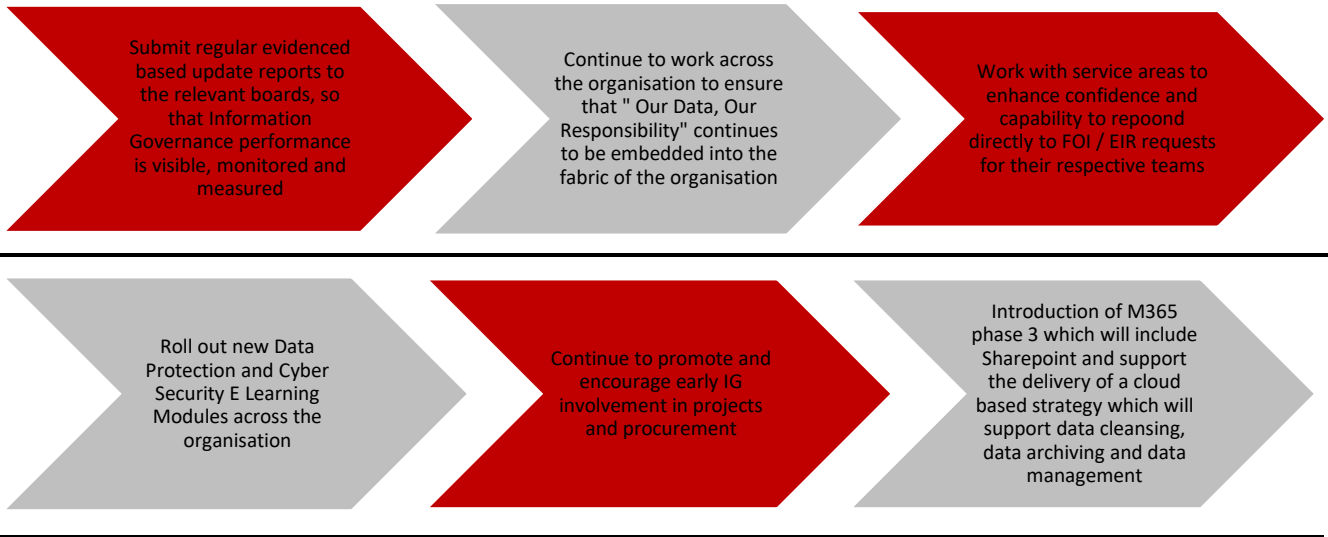 Submit regular evidenced
based update reports to
the relevant boards, so
that Information
Governance performance
is visible, monitored and
measured
Continue to work across
the organisation to ensure
that " Our Data, Our
Responsibility" continues
to be embedded into the
fabric of the organisation
Work with service areas to
enhance confidence and
capability to repoond
directly to FOI / EIR requests
for their respective teams
Roll out new Data
Protection and Cyber
Security E Learning
Modules across the
organisation
Continue to promote and
encourage early IG
involvement in projects
and procurement
Introduction of M365
phase 3 which will include
Sharepoint and support
the delivery of a cloud
based strategy which will
support data cleansing,
data archiving and data
management